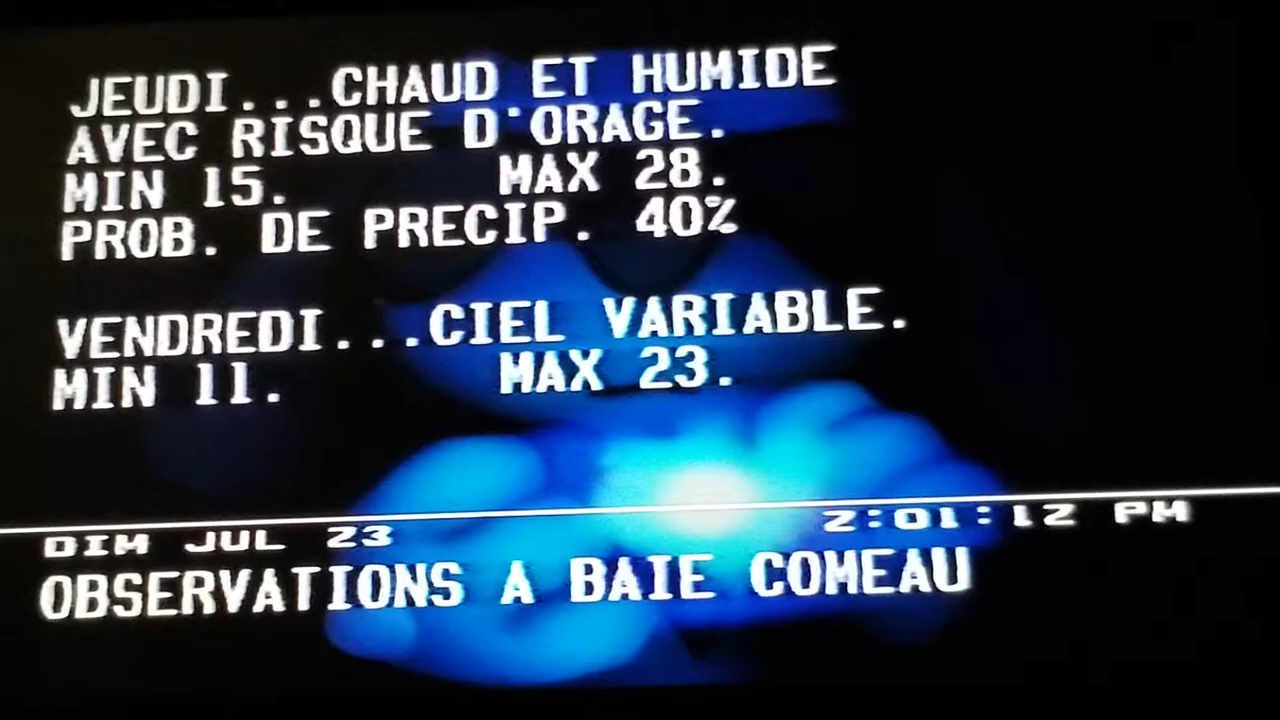 JEUDI...CHAUD ET HUMIDE
AVEC RISQUE D'ORAGE.
MIN 15. MAX 28.
PROB. DE PRECIP. 40%
VENDREDI...CIEL VARIABLE.
MIN 11. MAX 23.
DIM JUL 23 2:01:12 PM
OBSERVATIONS A BAIE COMEAU